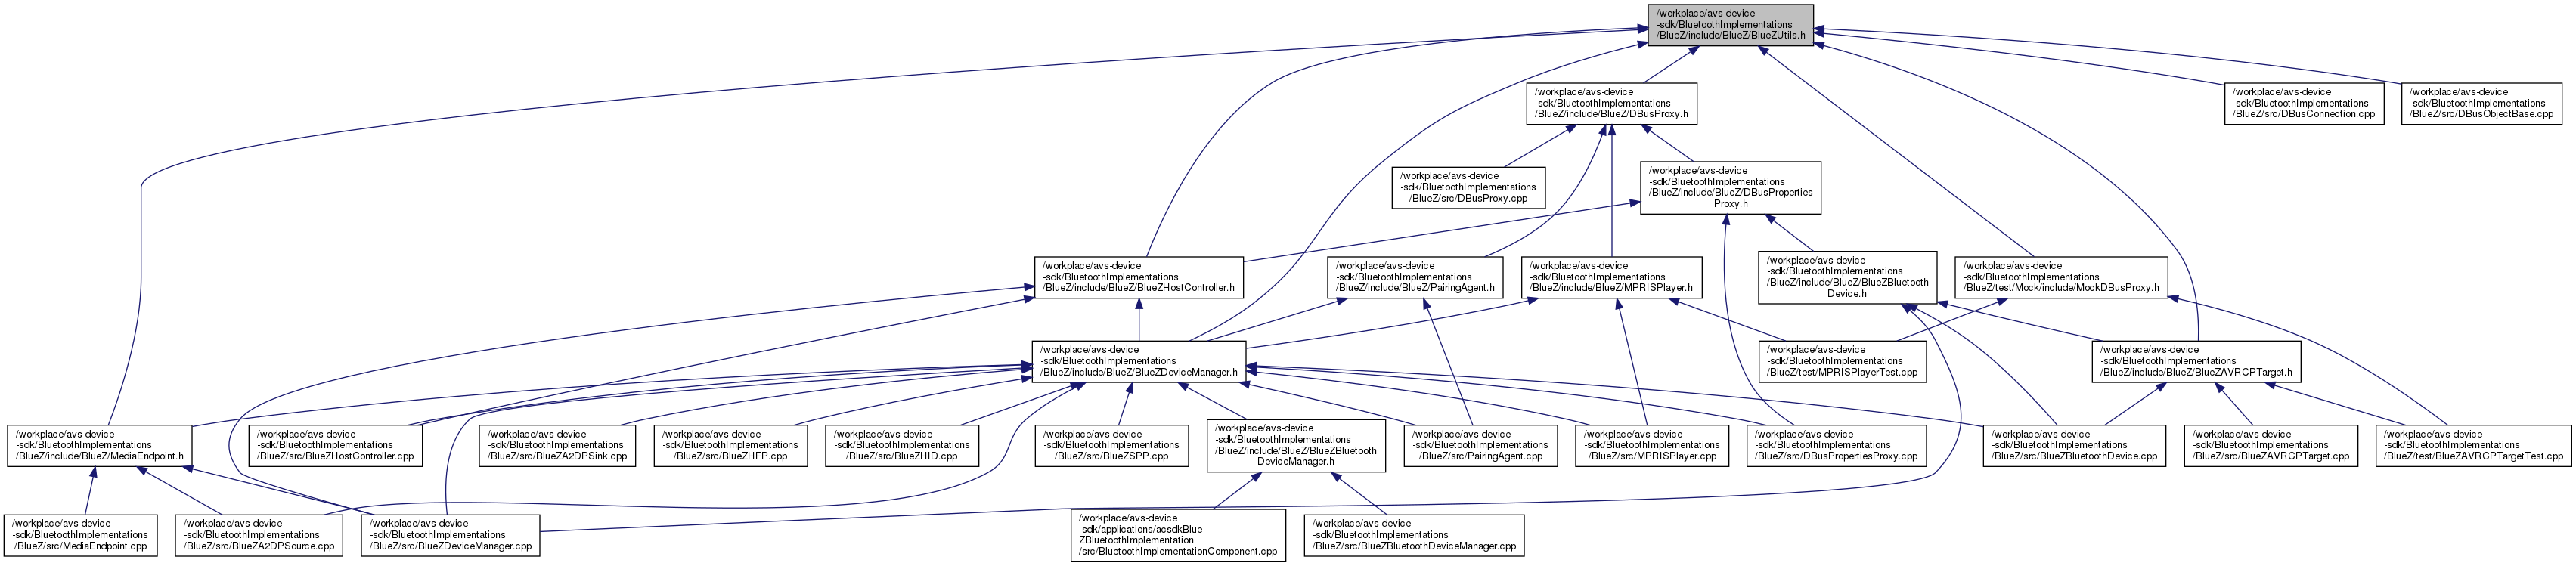 /workplace/avs-device
-sdk/BluetoothImplementations
/BlueZ/include/BlueZ/BlueZUtils.h
/workplace/avs-device
-sdk/BluetoothImplementations
/BlueZ/include/BlueZ/DBusProxy.h
/workplace/avs-device
-sdk/BluetoothImplementations
/BlueZ/src/DBusConnection.cpp
/workplace/avs-device
-sdk/BluetoothImplementations
/BlueZ/src/DBusObjectBase.cpp
/workplace/avs-device
-sdk/BluetoothImplementations
/BlueZ/src/DBusProxy.cpp
/workplace/avs-device
-sdk/BluetoothImplementations
/BlueZ/include/BlueZ/DBusProperties
Proxy.h
/workplace/avs-device
-sdk/BluetoothImplementations
/BlueZ/include/BlueZ/BlueZHostController.h
/workplace/avs-device
-sdk/BluetoothImplementations
/BlueZ/include/BlueZ/PairingAgent.h
/workplace/avs-device
-sdk/BluetoothImplementations
/BlueZ/include/BlueZ/MPRISPlayer.h
/workplace/avs-device
-sdk/BluetoothImplementations
/BlueZ/include/BlueZ/BlueZBluetooth
Device.h
/workplace/avs-device
-sdk/BluetoothImplementations
/BlueZ/test/Mock/include/MockDBusProxy.h
/workplace/avs-device
-sdk/BluetoothImplementations
/BlueZ/include/BlueZ/BlueZDeviceManager.h
/workplace/avs-device
-sdk/BluetoothImplementations
/BlueZ/test/MPRISPlayerTest.cpp
/workplace/avs-device
-sdk/BluetoothImplementations
/BlueZ/include/BlueZ/BlueZAVRCPTarget.h
/workplace/avs-device
-sdk/BluetoothImplementations
/BlueZ/include/BlueZ/MediaEndpoint.h
/workplace/avs-device
-sdk/BluetoothImplementations
/BlueZ/src/BlueZHostController.cpp
/workplace/avs-device
-sdk/BluetoothImplementations
/BlueZ/src/BlueZA2DPSink.cpp
/workplace/avs-device
-sdk/BluetoothImplementations
/BlueZ/src/BlueZHFP.cpp
/workplace/avs-device
-sdk/BluetoothImplementations
/BlueZ/src/BlueZHID.cpp
/workplace/avs-device
-sdk/BluetoothImplementations
/BlueZ/src/BlueZSPP.cpp
/workplace/avs-device
-sdk/BluetoothImplementations
/BlueZ/include/BlueZ/BlueZBluetooth
DeviceManager.h
/workplace/avs-device
-sdk/BluetoothImplementations
/BlueZ/src/PairingAgent.cpp
/workplace/avs-device
-sdk/BluetoothImplementations
/BlueZ/src/MPRISPlayer.cpp
/workplace/avs-device
-sdk/BluetoothImplementations
/BlueZ/src/DBusPropertiesProxy.cpp
/workplace/avs-device
-sdk/BluetoothImplementations
/BlueZ/src/BlueZBluetoothDevice.cpp
/workplace/avs-device
-sdk/BluetoothImplementations
/BlueZ/src/BlueZAVRCPTarget.cpp
/workplace/avs-device
-sdk/BluetoothImplementations
/BlueZ/test/BlueZAVRCPTargetTest.cpp
/workplace/avs-device
-sdk/BluetoothImplementations
/BlueZ/src/MediaEndpoint.cpp
/workplace/avs-device
-sdk/BluetoothImplementations
/BlueZ/src/BlueZA2DPSource.cpp
/workplace/avs-device
-sdk/BluetoothImplementations
/BlueZ/src/BlueZDeviceManager.cpp
/workplace/avs-device
-sdk/applications/acsdkBlue
ZBluetoothImplementation
/src/BluetoothImplementationComponent.cpp
/workplace/avs-device
-sdk/BluetoothImplementations
/BlueZ/src/BlueZBluetoothDeviceManager.cpp